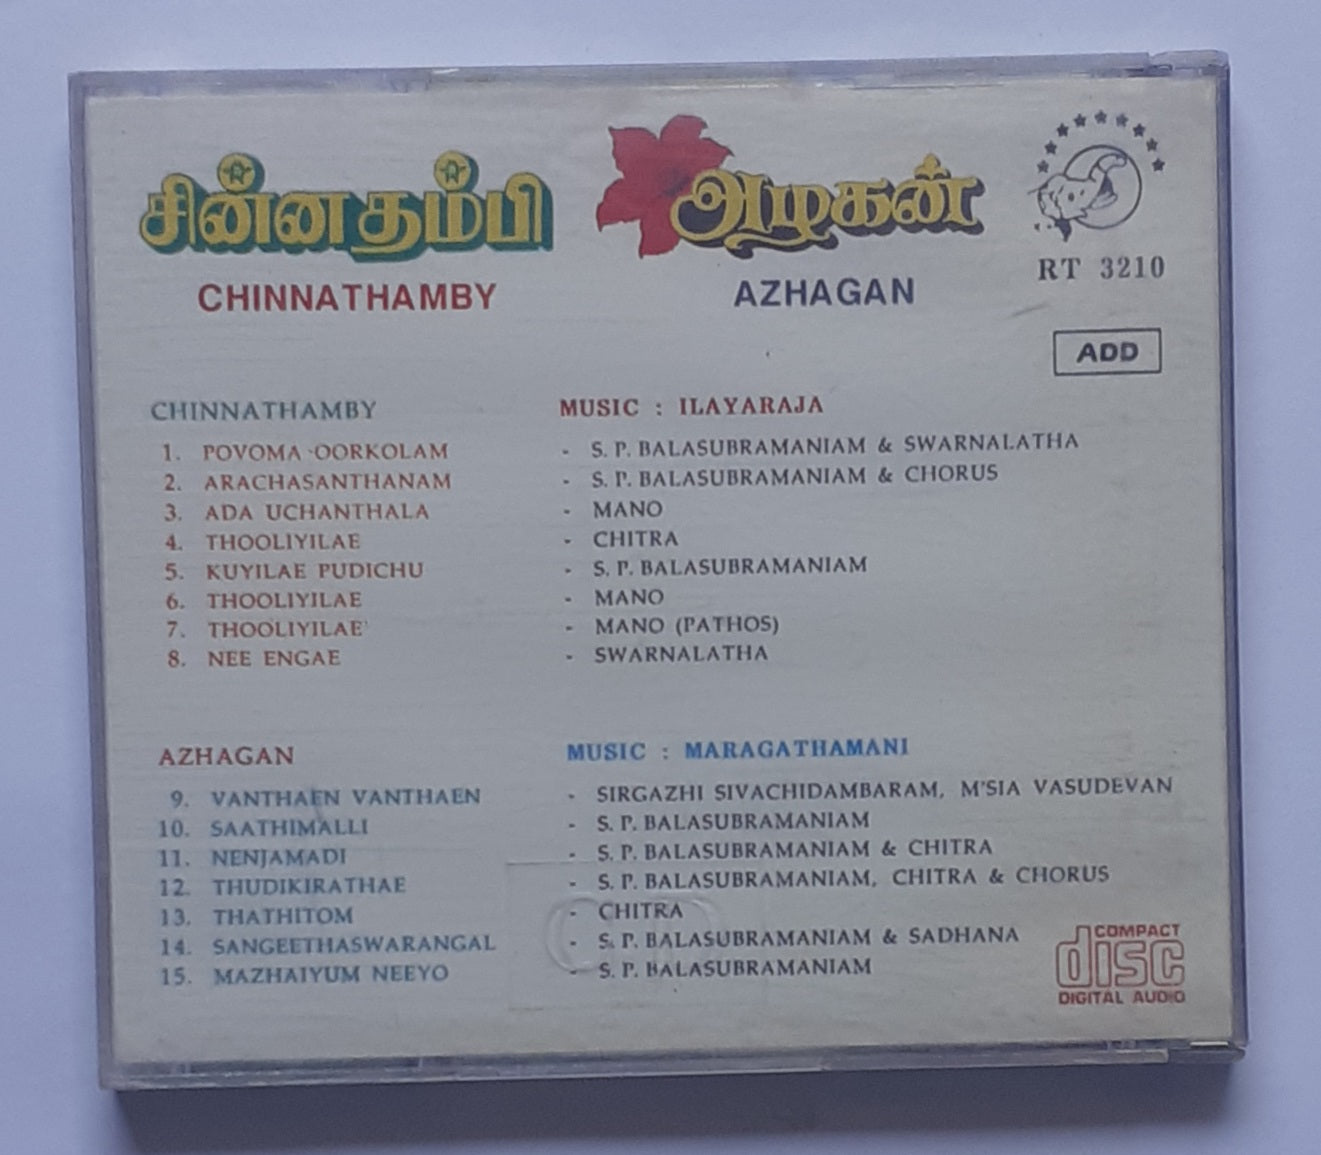 சின்னதம்பி
அழகன்
CHINNATHAMBY
AZHAGAN
RT 3210
ADD
CHINNATHAMBY MUSIC : ILAYARAJA
1. POVOMA OORKOLAM - S. P. BALASUBRAMANIAM & SWARNALATHA
2. ARACHASANTHANAM - S. P. BALASUBRAMANIAM & CHORUS
3. ADA UCHANTHALA - MANO
4. THOOLIYILAE - CHITRA
5. KUYILAE PUDICHU - S. P. BALASUBRAMANIAM
6. THOOLIYILAE - MANO
7. THOOLIYILAE - MANO (PATHOS)
8. NEE ENGAE - SWARNALATHA
AZHAGAN MUSIC : MARAGATHAMANI
9. VANTHAEN VANTHAEN - SIRGAZHI SIVACHIDAMBARAM, M'SIA VASUDEVAN
10. SAATHIMALLI - S. P. BALASUBRAMANIAM
11. NENJAMADI - S. P. BALASUBRAMANIAM & CHITRA
12. THUDIKIRATHAE - S. P. BALASUBRAMANIAM, CHITRA & CHORUS
13. THATHITOM - CHITRA
14. SANGEETHASWARANGAL - S. P. BALASUBRAMANIAM & SADHANA
15. MAZHAIYUM NEEYO - S. P. BALASUBRAMANIAM
COMPACT
disc
DIGITAL AUDIO